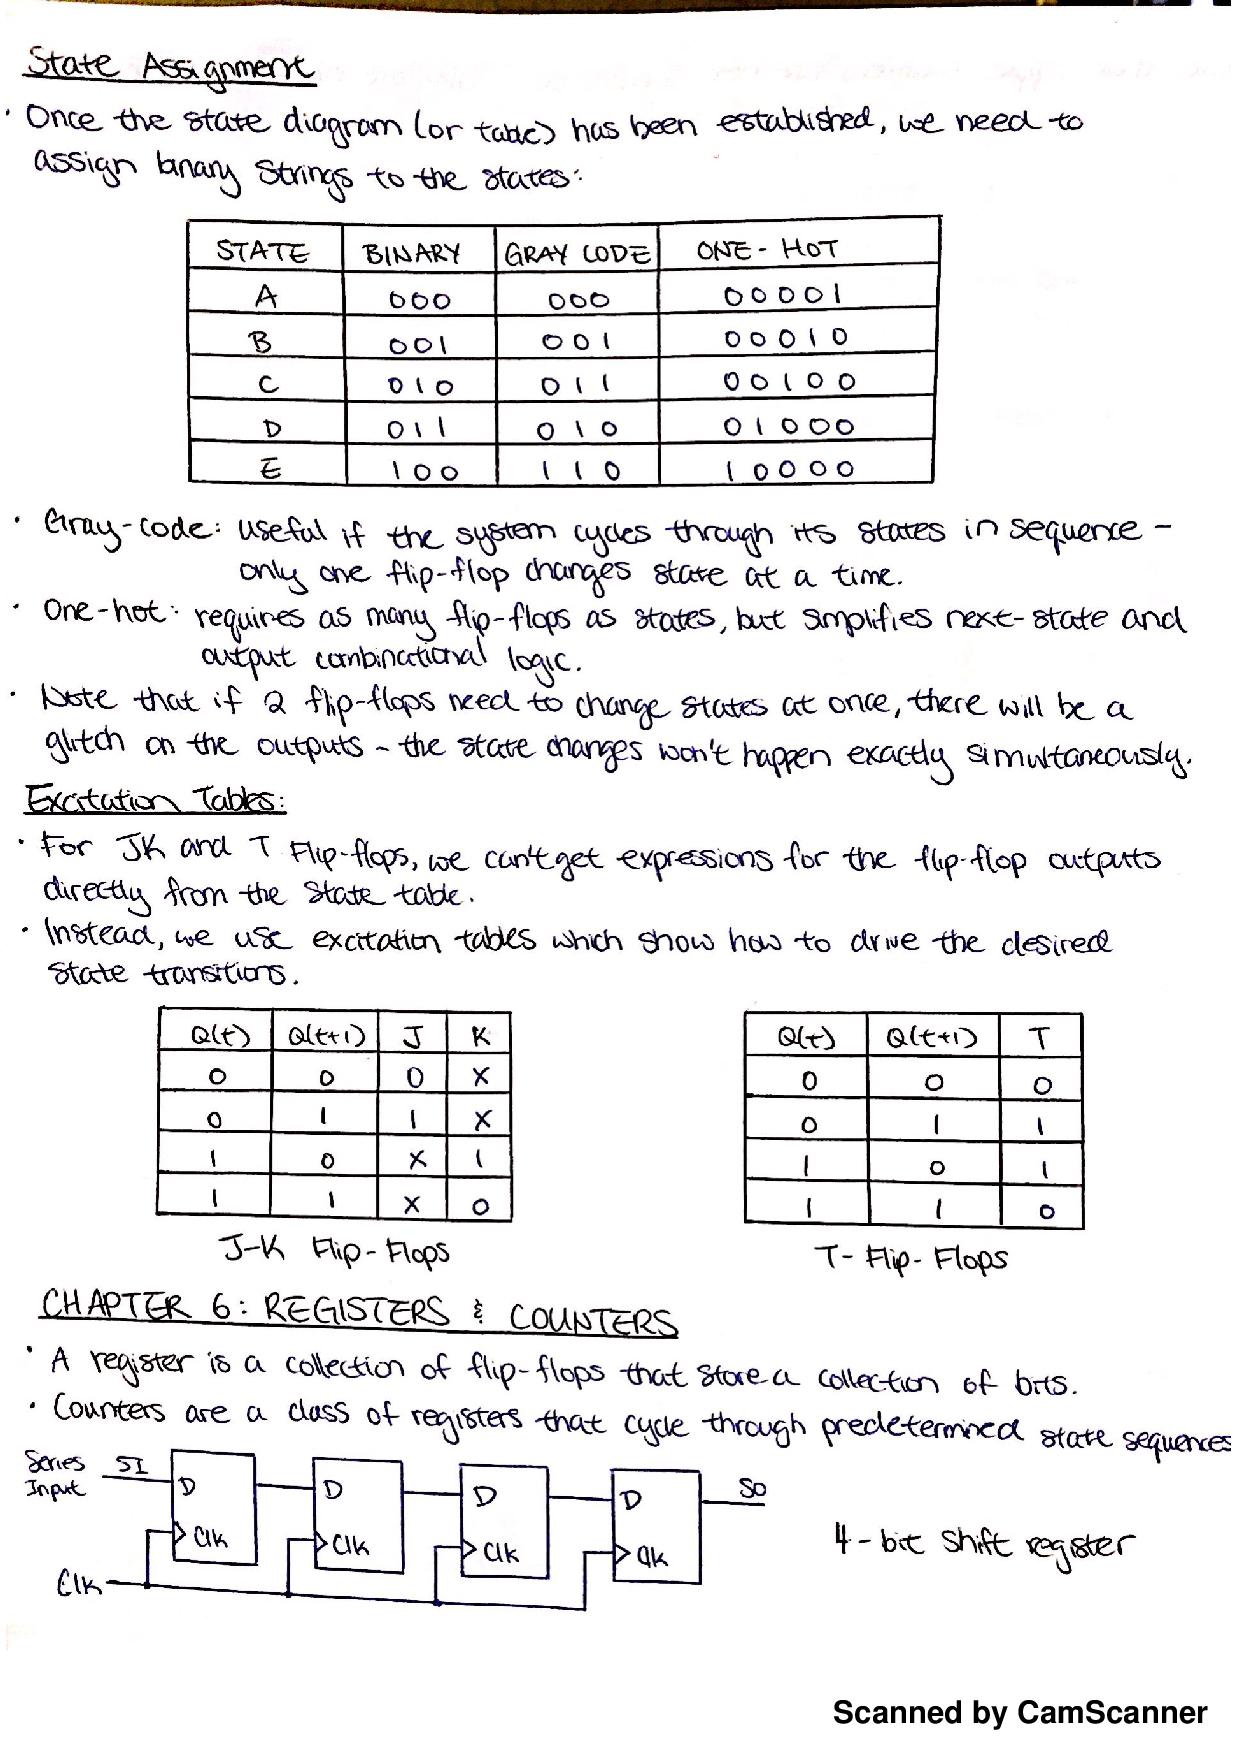 State Assignment
· Once the state diagram (or table) has been established, we need to
assign binary strings to the states:
STATE BINARY GRAY CODE ONE-HOT
A 000 000 00001
B 001 001 00010
C 010 011 00100
D 011 010 01000
E 100 110 10000
· Gray-code: useful if the system cycles through its states in sequence -
only one flip-flop changes state at a time.
· One-hot: requires as many flip-flops as states, but simplifies next-state and
output combinational logic.
· Note that if 2 flip-flops need to change states at once, there will be a
glitch on the outputs - the state changes won't happen exactly simultaneously.
Excitation Tables:
· For JK and T Flip-flops, we can't get expressions for the flip-flop outputs
directly from the state table.
· Instead, we use excitation tables which show how to drive the desired
state transitions.
Q(t) Q(t+1) J K
0 0 0 X
0 1 1 X
1 0 X 1
1 1 X 0
J-K Flip-Flops
Q(t) Q(t+1) T
0 0 0
0 1 1
1 0 1
1 1 0
T-Flip-Flops
CHAPTER 6: REGISTERS & COUNTERS
· A register is a collection of flip-flops that store a collection of bits.
· Counters are a class of registers that cycle through predetermined state sequences
Series SI
Input
D D D D SO
Clk Clk Clk Clk
Clk
4-bit shift register
Scanned by CamScanner